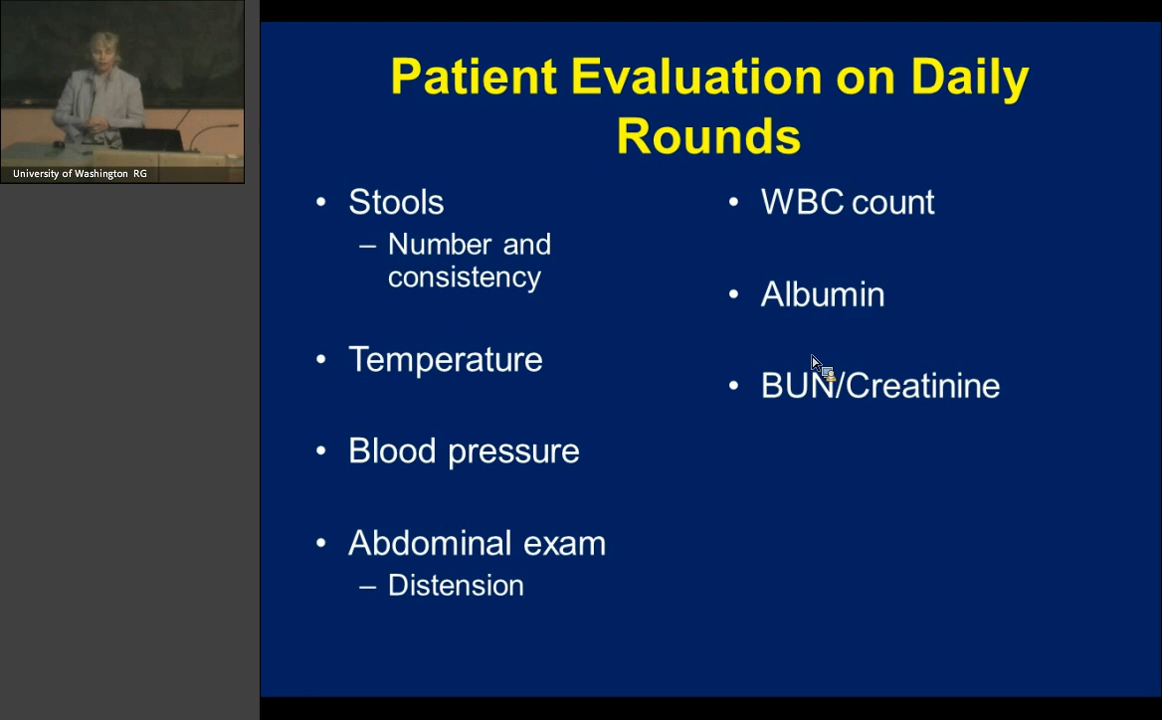 University of Washington RG
Patient Evaluation on Daily
Rounds
• Stools
– Number and
consistency
• Temperature
• Blood pressure
• Abdominal exam
– Distension
• WBC count
• Albumin
• BUN/Creatinine